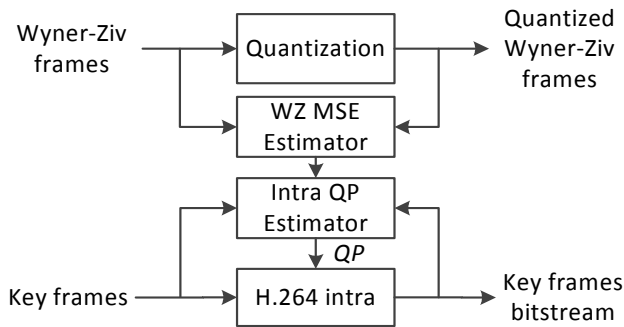 Wyner-Ziv
frames
Quantization
Quantized
Wyner-Ziv
frames
WZ MSE
Estimator
Intra QP
Estimator
QP
Key frames
H.264 intra
Key frames
bitstream